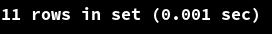 11 rows in set (0.001 sec)